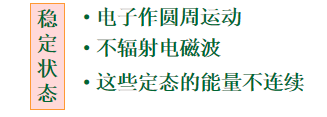 稳定状态
• 电子作圆周运动
• 不辐射电磁波
• 这些定态的能量不连续